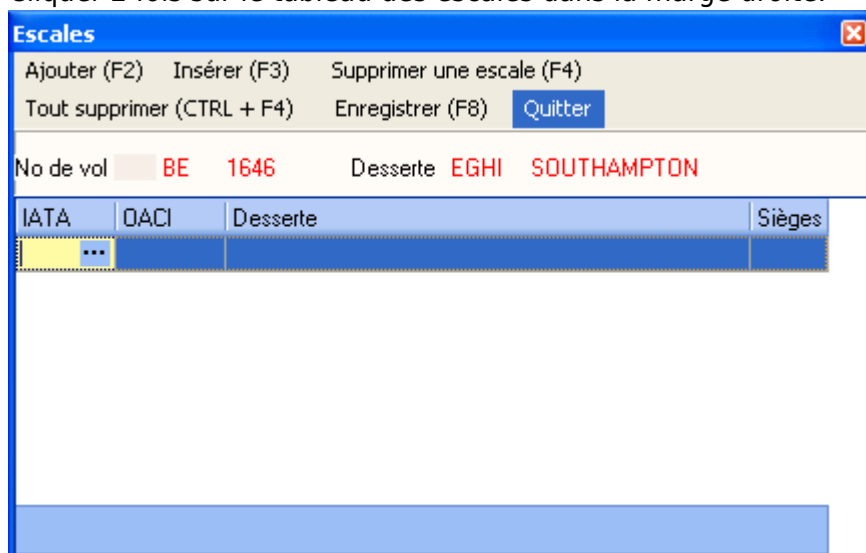 Cliquer 2 fois sur le tableau des escales dans la marge droite.
Escales
Ajouter (F2) Insérer (F3) Supprimer une escale (F4)
Tout supprimer (CTRL + F4) Enregistrer (F8) Quitter
No de vol BE 1646 Desserte EGHI SOUTHAMPTON
IATA OACI Desserte Sièges
...